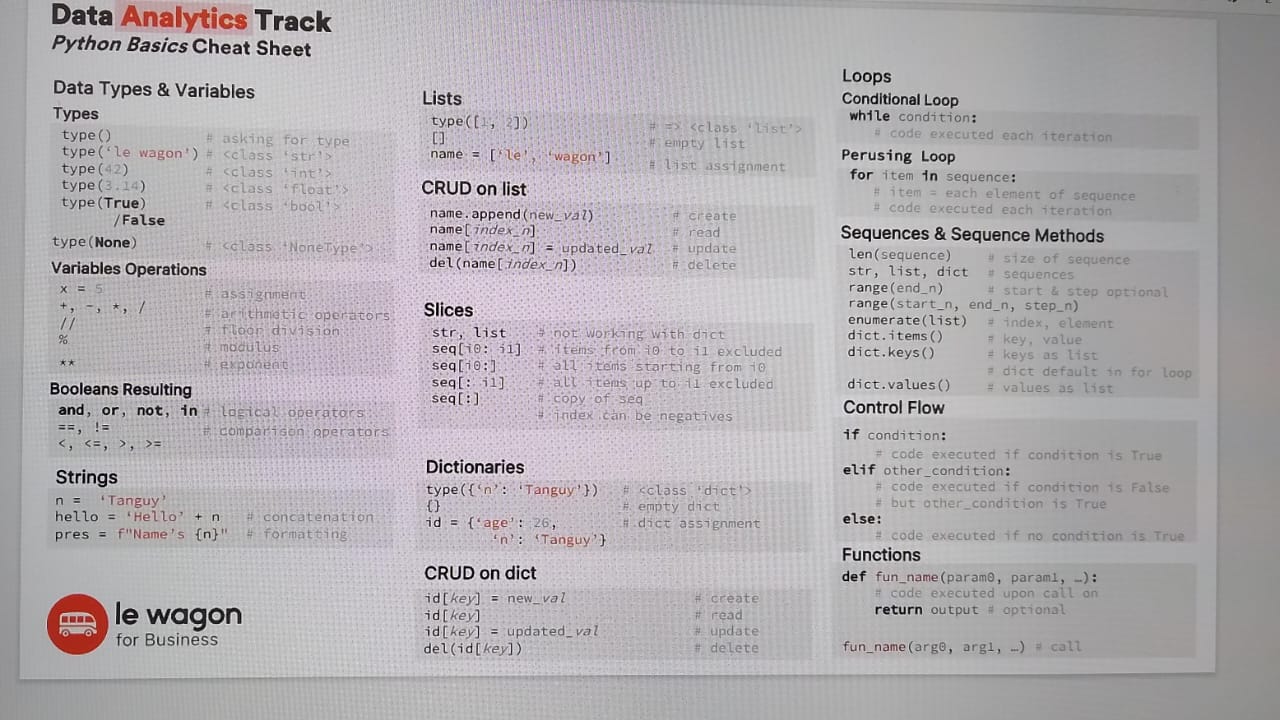 Data Analytics Track
Python Basics Cheat Sheet
Data Types & Variables
Types
type() # asking for type
type('le wagon') # <class 'str'>
type(42) # <class 'int'>
type(3.14) # <class 'float'>
type(True) # <class 'bool'>
/False
type(None) # <class 'NoneType'>
Variables Operations
x = 5 # assignment
+, -, *, / # arithmetic operators
// # floor division
% # modulus
** # exponent
Booleans Resulting
and, or, not, in # logical operators
==, != # comparison operators
<, <=, >, >=
Strings
n = 'Tanguy'
hello = 'Hello' + n # concatenation
pres = f"Name's {n}" # formatting
le wagon
for Business
Lists
type([1, 2]) # => <class 'list'>
[] # empty list
name = ['le', 'wagon'] # list assignment
CRUD on list
name.append(new_val) # create
name[index_n] # read
name[index_n] = updated_val # update
del(name[index_n]) # delete
Slices
str, list # not working with dict
seq[i0: i1] # items from i0 to i1 excluded
seq[i0:] # all items starting from i0
seq[: i1] # all items up to i1 excluded
seq[:] # copy of seq
# index can be negatives
Dictionaries
type({'n': 'Tanguy'}) # <class 'dict'>
{} # empty dict
id = {'age': 26, # dict assignment
'n': 'Tanguy'}
CRUD on dict
id[key] = new_val # create
id[key] # read
id[key] = updated_val # update
del(id[key]) # delete
Loops
Conditional Loop
while condition:
# code executed each iteration
Perusing Loop
for item in sequence:
# item = each element of sequence
# code executed each iteration
Sequences & Sequence Methods
len(sequence) # size of sequence
str, list, dict # sequences
range(end_n) # start & step optional
range(start_n, end_n, step_n)
enumerate(list) # index, element
dict.items() # key, value
dict.keys() # keys as list
# dict default in for loop
dict.values() # values as list
Control Flow
if condition:
# code executed if condition is True
elif other_condition:
# code executed if condition is False
# but other_condition is True
else:
# code executed if no condition is True
Functions
def fun_name(param0, param1, …):
# code executed upon call on
return output # optional
fun_name(arg0, arg1, …) # call